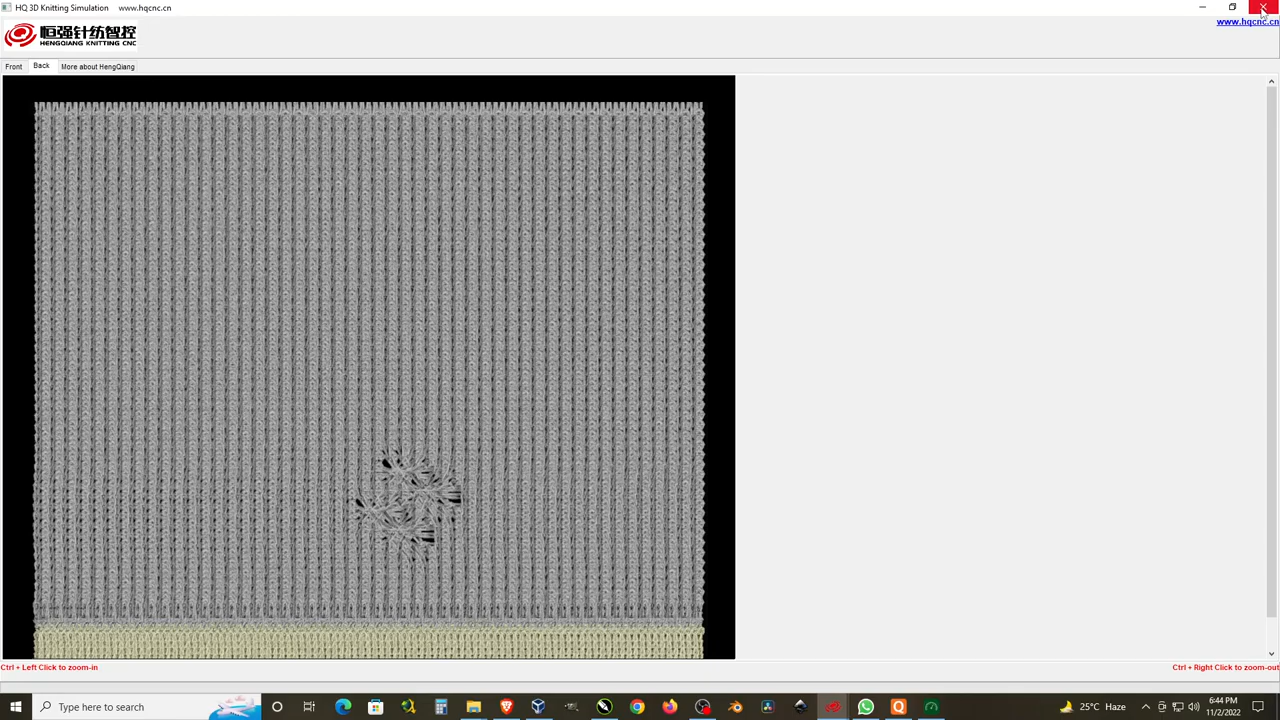 HQ 3D Knitting Simulation www.hqcnc.cn
www.hqcnc.cn
恒强针纺智控
HENGQIANG KNITTING CNC
Front Back More about HengQiang
Ctrl + Left Click to zoom-in
Ctrl + Right Click to zoom-out
Type here to search
25°C Haze
6:44 PM
11/2/2022